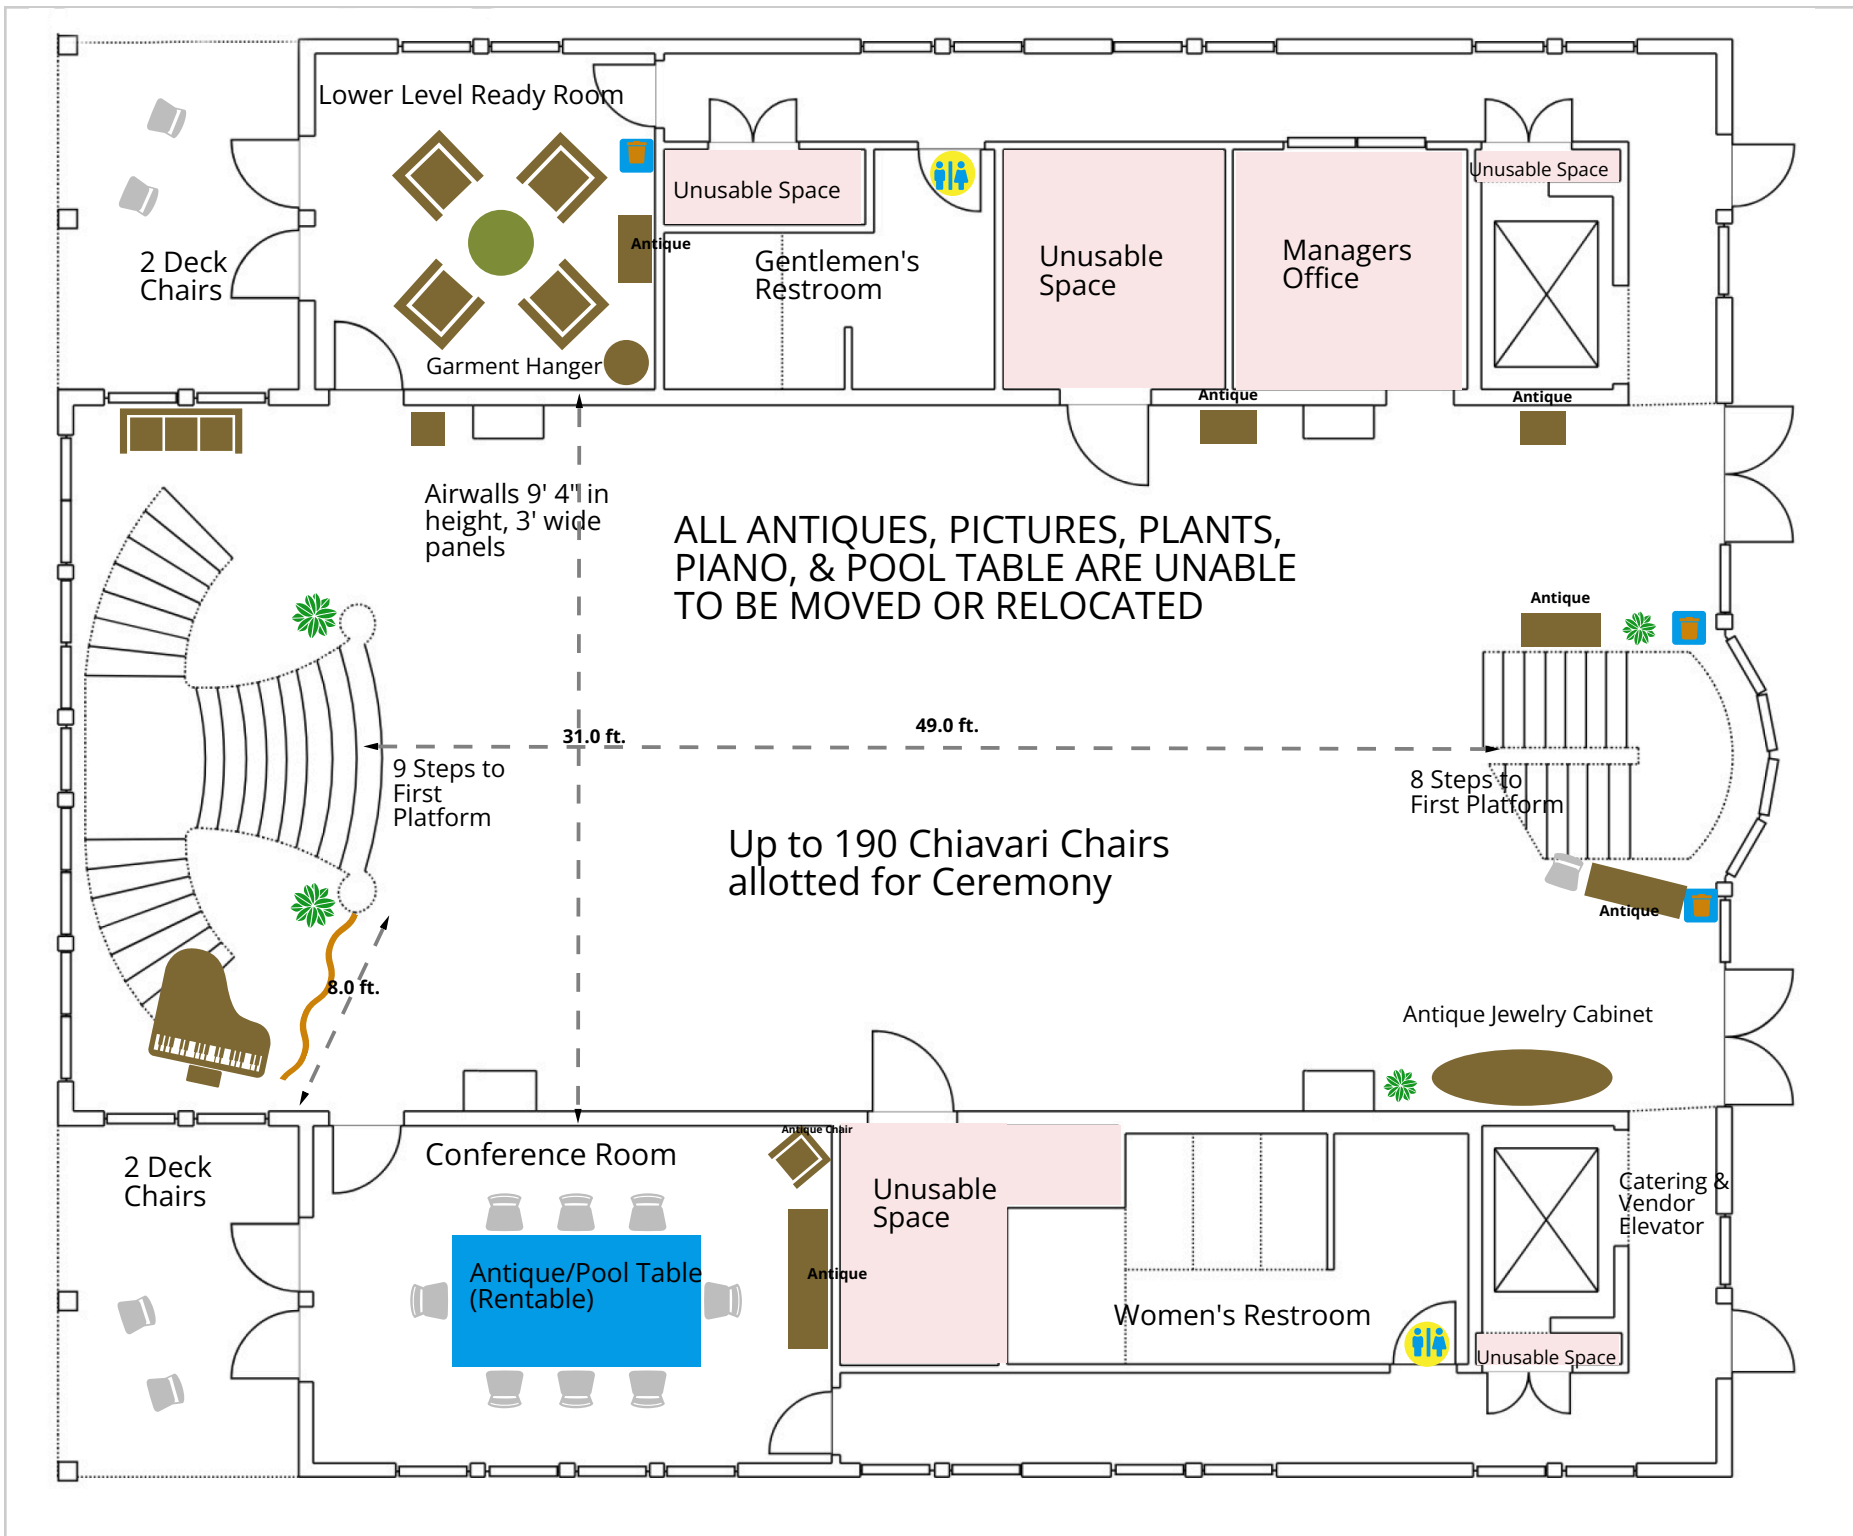 Lower Level Ready Room
Unusable Space
Unusable Space
Antique
2 Deck
Chairs
Gentlemen's
Restroom
Unusable
Space
Managers
Office
Garment Hanger
Antique
Antique
Airwalls 9' 4" in
height, 3' wide
panels
ALL ANTIQUES, PICTURES, PLANTS,
PIANO, & POOL TABLE ARE UNABLE
TO BE MOVED OR RELOCATED
Antique
31.0 ft.
49.0 ft.
9 Steps to
First
Platform
8 Steps to
First Platform
Up to 190 Chiavari Chairs
allotted for Ceremony
Antique
8.0 ft.
Antique Jewelry Cabinet
Antique Chair
2 Deck
Chairs
Conference Room
Unusable
Space
Catering &
Vendor
Elevator
Antique/Pool Table
(Rentable)
Antique
Women's Restroom
Unusable Space